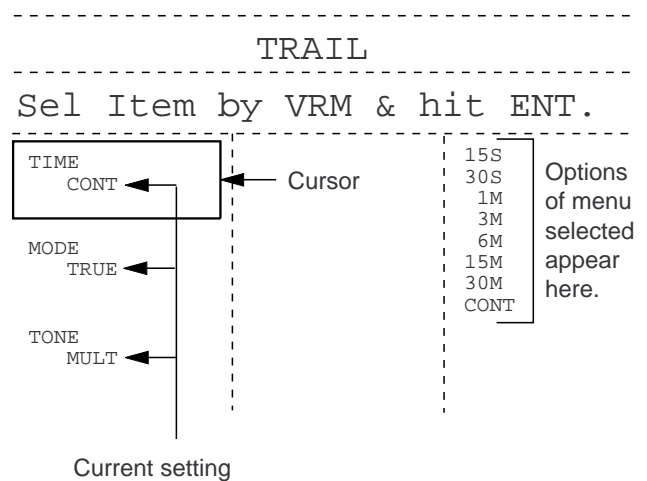 TRAIL
Sel Item by VRM & hit ENT.
TIME
CONT
Cursor
MODE
TRUE
TONE
MULT
Current setting
15S
30S
1M
3M
6M
15M
30M
CONT
Options
of menu
selected
appear
here.